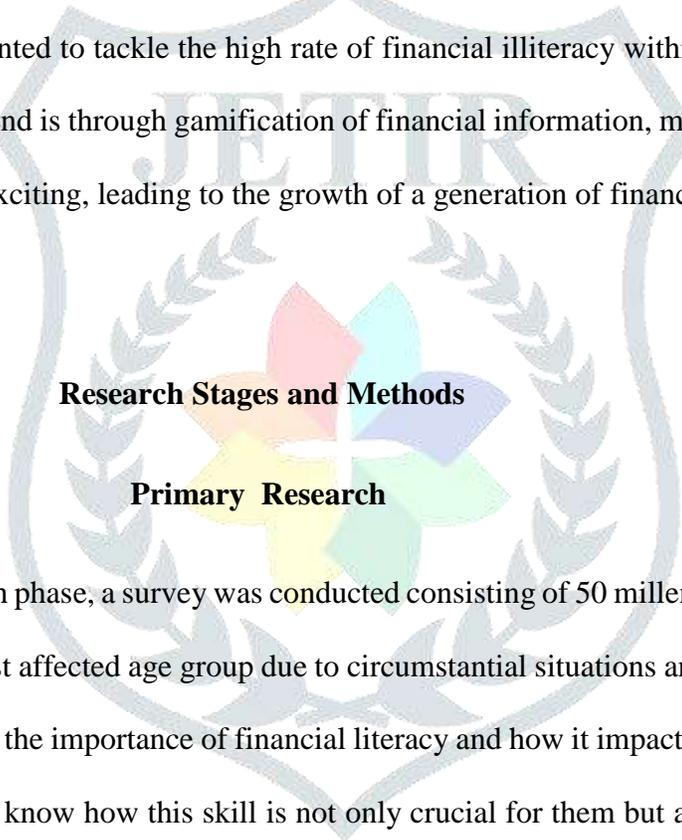 nted to tackle the high rate of financial illiteracy with
nd is through gamification of financial information, m
JETIR
xciting, leading to the growth of a generation of financ
Research Stages and Methods
Primary Research
n phase, a survey was conducted consisting of 50 miller
st affected age group due to circumstantial situations a
the importance of financial literacy and how it impact
know how this skill is not only crucial for them but a